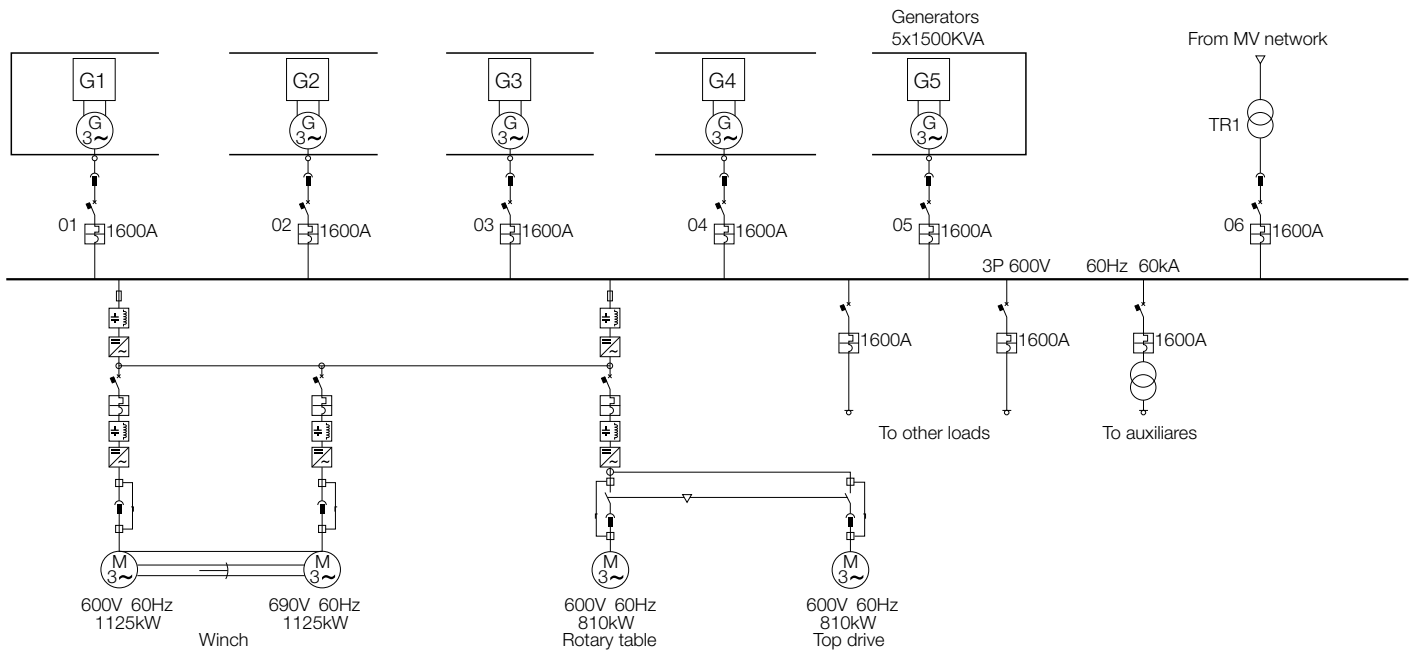 Generators
5x1500KVA
From MV network
G1
G2
G3
G4
G5
G
3~
G
3~
G
3~
G
3~
G
3~
TR1
01
1600A
02
1600A
03
1600A
04
1600A
05
1600A
06
1600A
3P 600V
60Hz 60kA
1600A
1600A
1600A
To other loads
To auxiliares
M
3~
M
3~
M
3~
M
3~
600V 60Hz
1125kW
690V 60Hz
1125kW
Winch
600V 60Hz
810kW
Rotary table
600V 60Hz
810kW
Top drive